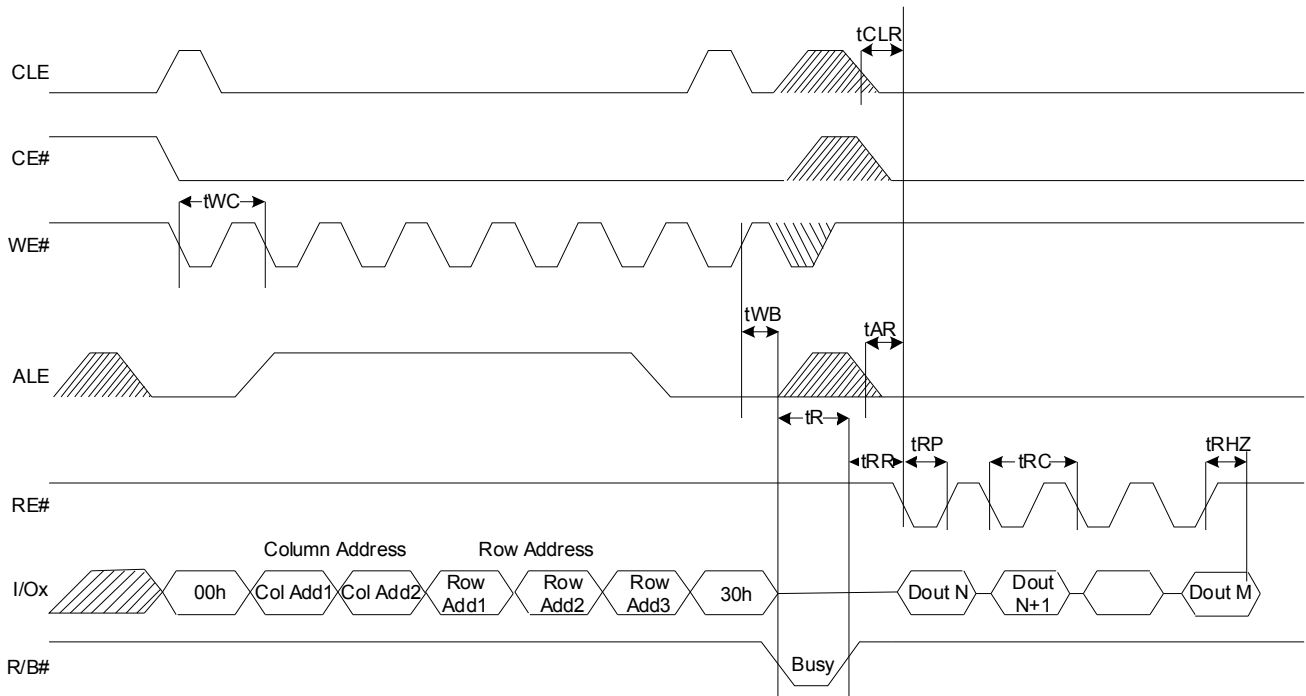 tCLR
CLE
CE#
tWC
WE#
tWB
tAR
ALE
tR
tRR
tRP
tRC
tRHZ
RE#
Column Address
Row Address
I/Ox
00h
Col Add1
Col Add2
Row
Add1
Row
Add2
Row
Add3
30h
Dout N
Dout
N+1
Dout M
R/B#
Busy